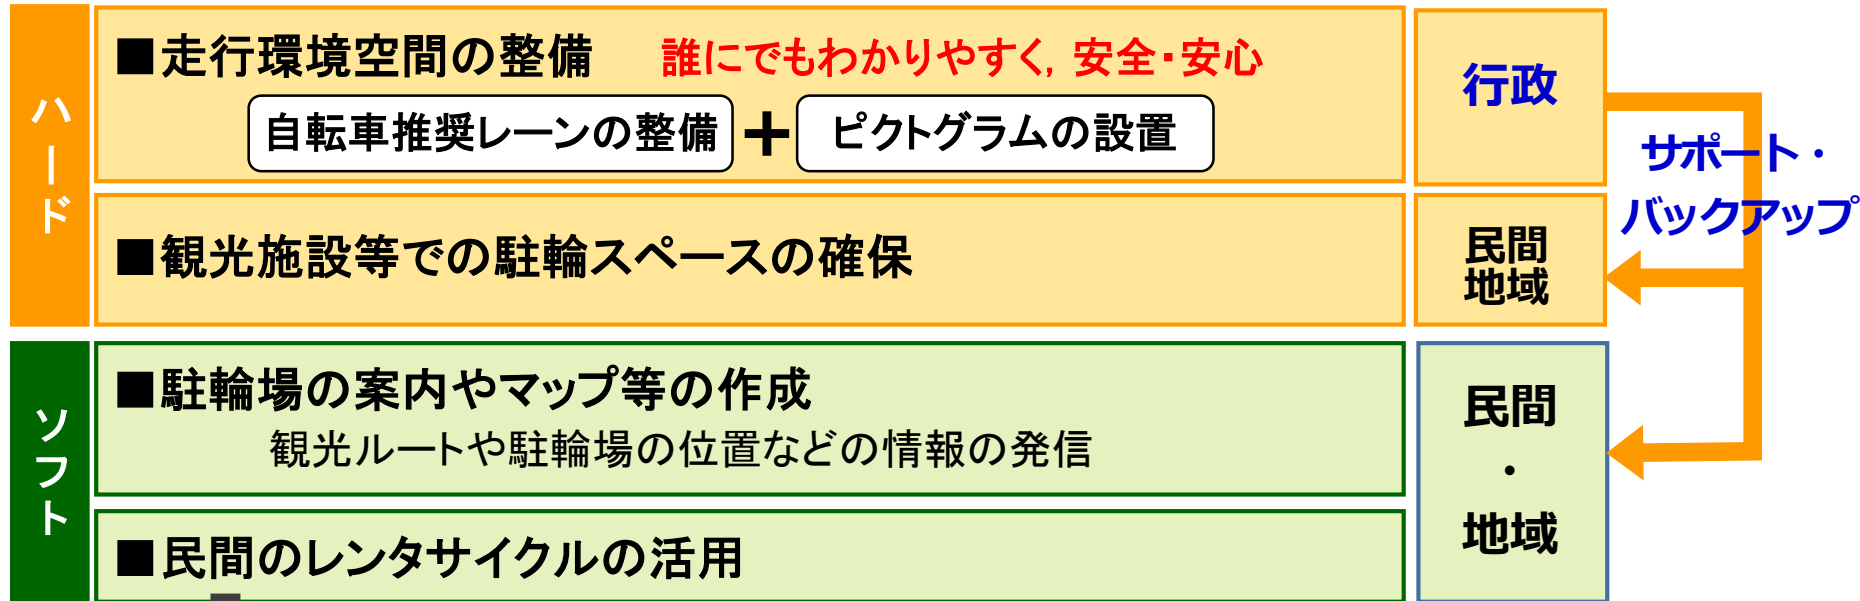 ハード
■走行環境空間の整備 誰にでもわかりやすく，安全・安心
自転車推奨レーンの整備 + ピクトグラムの設置
行政
サポート・
バックアップ
■観光施設等での駐輪スペースの確保
民間
地域
ソフト
■駐輪場の案内やマップ等の作成
観光ルートや駐輪場の位置などの情報の発信
■民間のレンタサイクルの活用
民間
・
地域